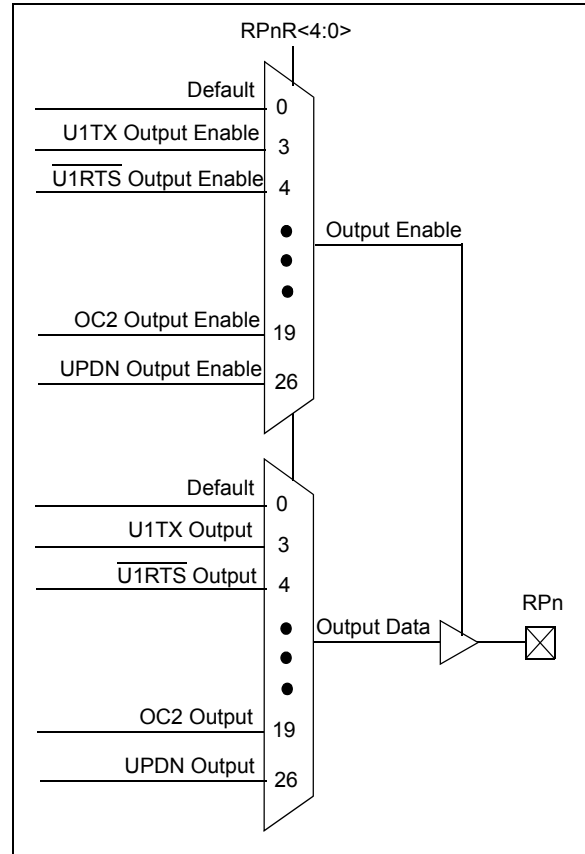 RPnR<4:0>
Default
0
U1TX Output Enable
3
U1RTS Output Enable
4
Output Enable
OC2 Output Enable
19
UPDN Output Enable
26
Default
0
U1TX Output
3
U1RTS Output
4
RPn
Output Data
OC2 Output
19
UPDN Output
26